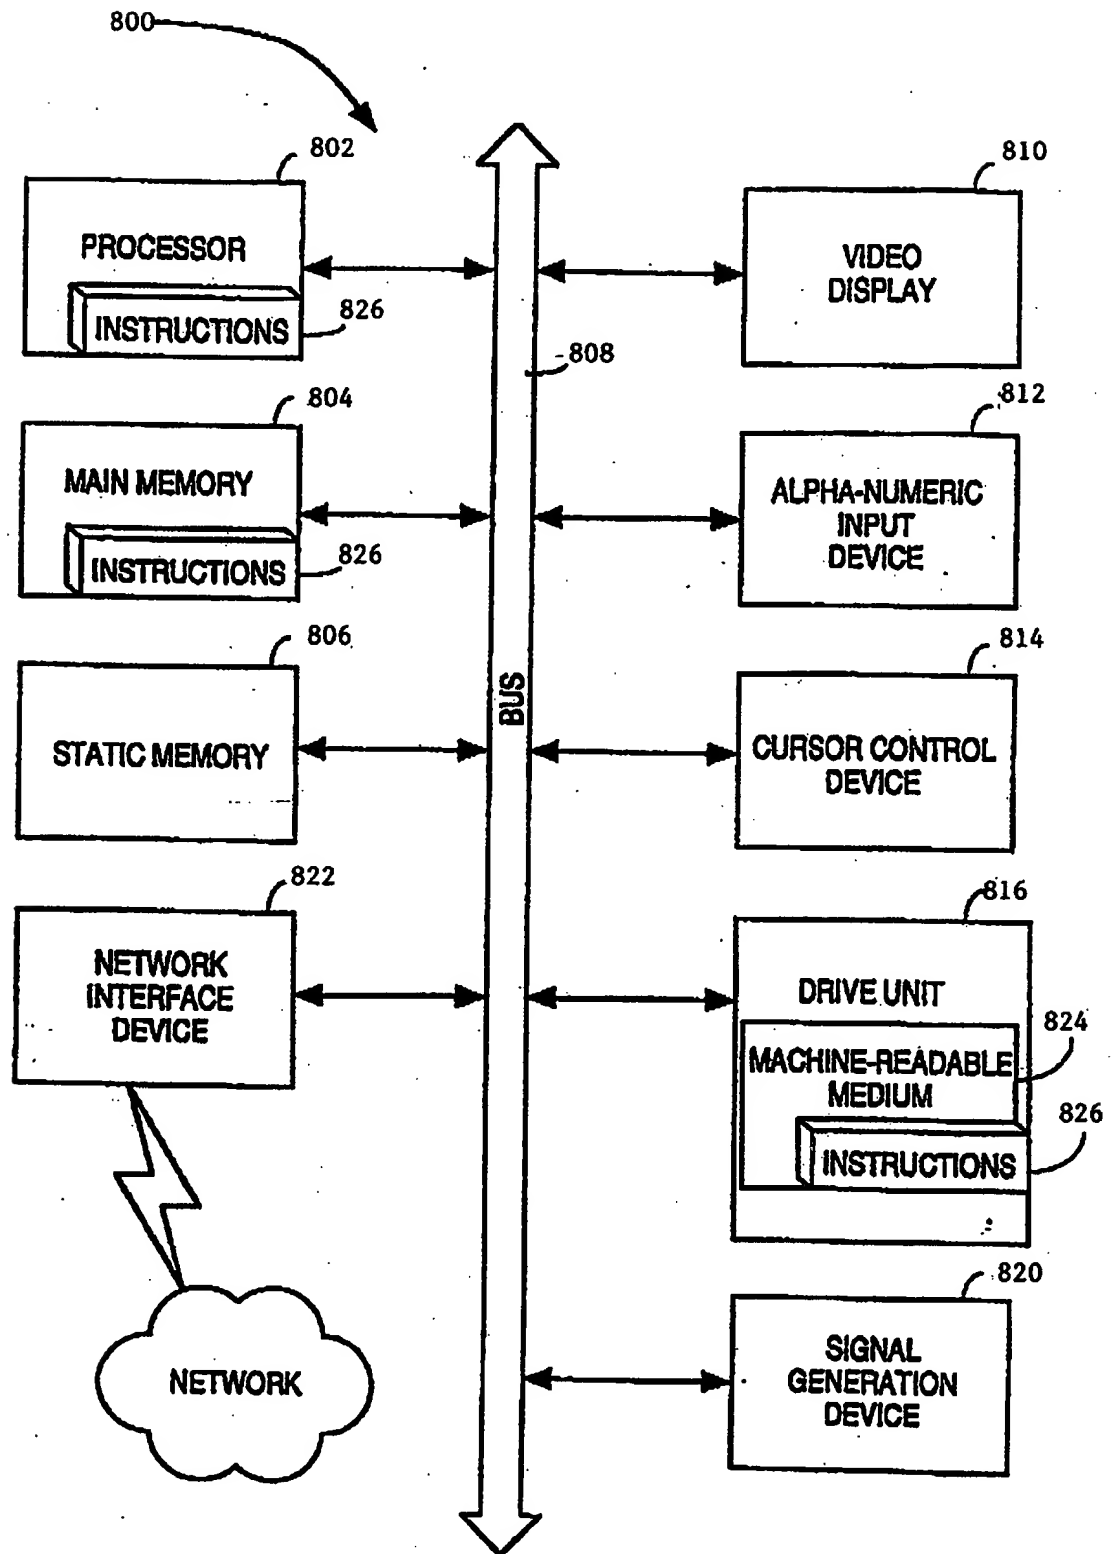 800
802
PROCESSOR
INSTRUCTIONS
826
804
MAIN MEMORY
INSTRUCTIONS
826
806
STATIC MEMORY
822
NETWORK
INTERFACE
DEVICE
NETWORK
BUS
808
810
VIDEO
DISPLAY
812
ALPHA-NUMERIC
INPUT
DEVICE
814
CURSOR CONTROL
DEVICE
816
DRIVE UNIT
824
MACHINE-READABLE
MEDIUM
826
INSTRUCTIONS
820
SIGNAL
GENERATION
DEVICE